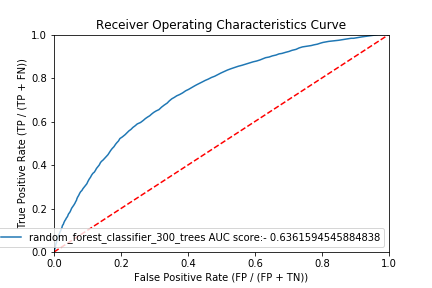 Receiver Operating Characteristics Curve
True Positive Rate (TP / (TP + FN))
1.0
0.8
0.6
0.4
0.2
0.0
random_forest_classifier_300_trees AUC score:- 0.6361594545884838
0.0 0.2 0.4 0.6 0.8 1.0
False Positive Rate (FP / (FP + TN))